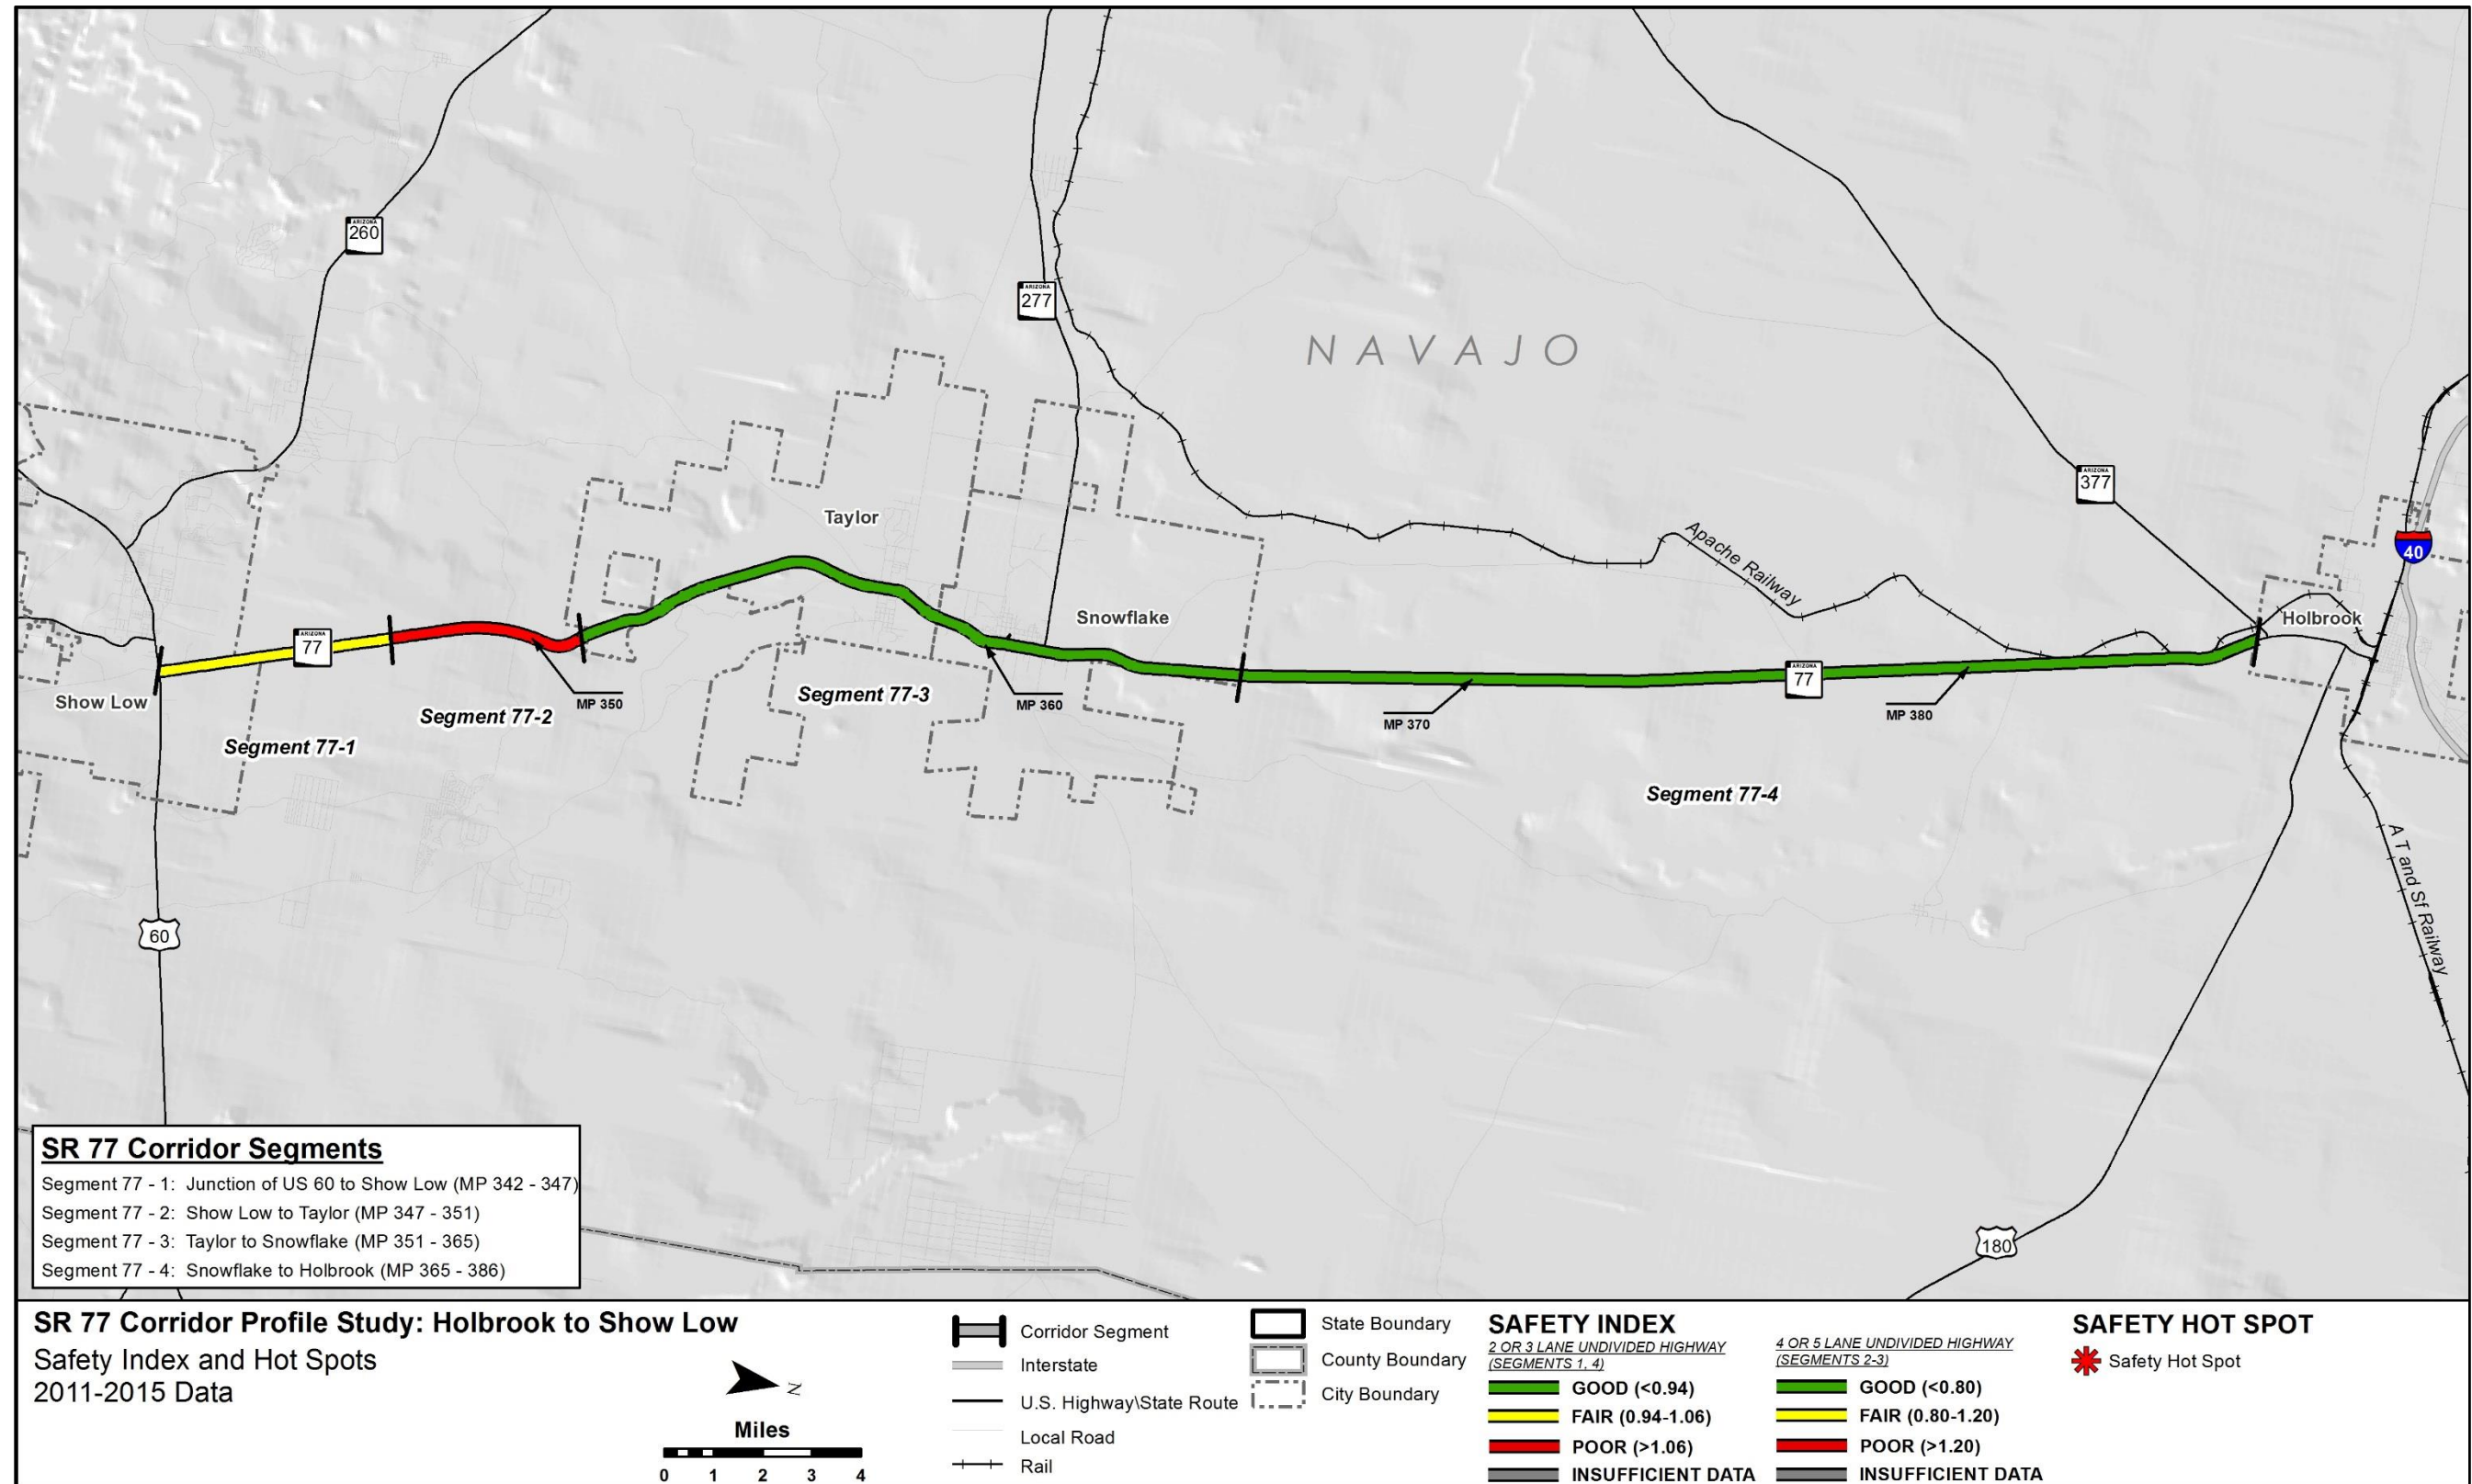 ARIZONA
260
ARIZONA
277
NAVAJO
ARIZONA
377
Taylor
Apache Railway
40
Snowflake
Holbrook
ARIZONA
77
ARIZONA
77
Show Low
Segment 77-3
MP 350
MP 360
Segment 77-2
MP 370
MP 380
Segment 77-1
Segment 77-4
A T and Sf Railway
60
180
SR 77 Corridor Segments
Segment 77 - 1: Junction of US 60 to Show Low (MP 342 - 347)
Segment 77 - 2: Show Low to Taylor (MP 347 - 351)
Segment 77 - 3: Taylor to Snowflake (MP 351 - 365)
Segment 77 - 4: Snowflake to Holbrook (MP 365 - 386)
SR 77 Corridor Profile Study: Holbrook to Show Low
Safety Index and Hot Spots
2011-2015 Data
N
Miles
0 1 2 3 4
Corridor Segment
Interstate
U.S. Highway\State Route
Local Road
Rail
State Boundary
County Boundary
City Boundary
SAFETY INDEX
2 OR 3 LANE UNDIVIDED HIGHWAY
(SEGMENTS 1, 4)
GOOD (<0.94)
FAIR (0.94-1.06)
POOR (>1.06)
INSUFFICIENT DATA
4 OR 5 LANE UNDIVIDED HIGHWAY
(SEGMENTS 2-3)
GOOD (<0.80)
FAIR (0.80-1.20)
POOR (>1.20)
INSUFFICIENT DATA
SAFETY HOT SPOT
Safety Hot Spot